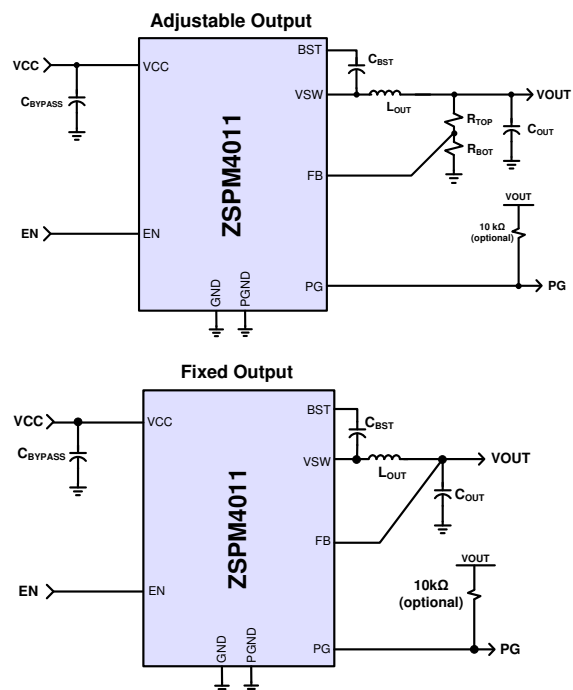 Adjustable Output
BST
VCC
VCC
CBST
CBYPASS
VSW
VOUT
LOUT
RTOP
COUT
RBOT
ZSPM4011
FB
VOUT
10 kΩ
(optional)
EN
EN
GND
PGND
PG
PG
Fixed Output
BST
VCC
VCC
CBST
CBYPASS
VSW
VOUT
LOUT
COUT
ZSPM4011
FB
VOUT
10kΩ
(optional)
EN
EN
GND
PGND
PG
PG